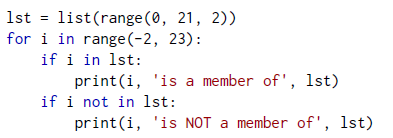 lst = list(range(0, 21, 2))
for i in range(-2, 23):
    if i in lst:
        print(i, 'is a member of', lst)
    if i not in lst:
        print(i, 'is NOT a member of', lst)